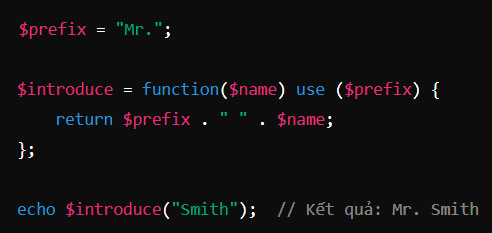 $prefix = "Mr.";
$introduce = function($name) use ($prefix) {
return $prefix . " " . $name;
};
echo $introduce("Smith");  // Kết quả: Mr. Smith